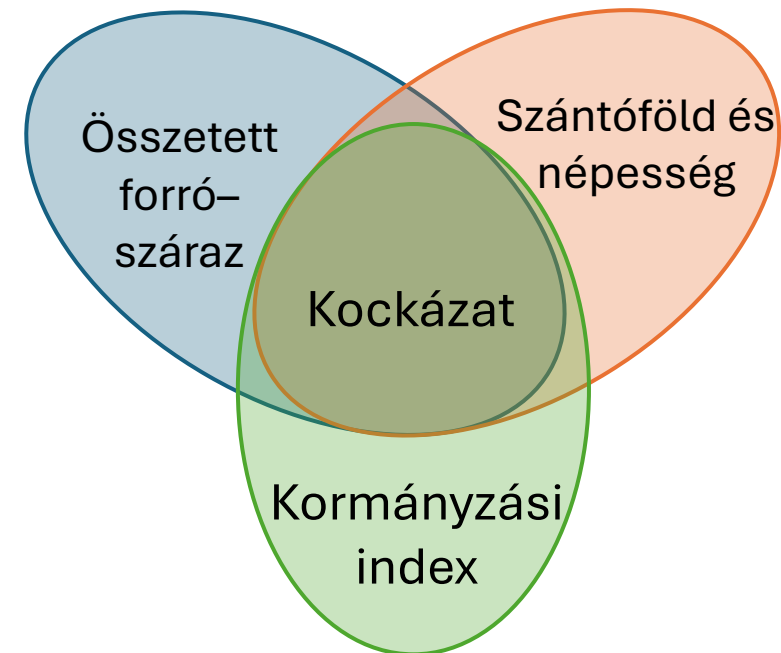 Összetett
forró–
száraz
Szántóföld és
népesség
Kockázat
Kormányzási
index